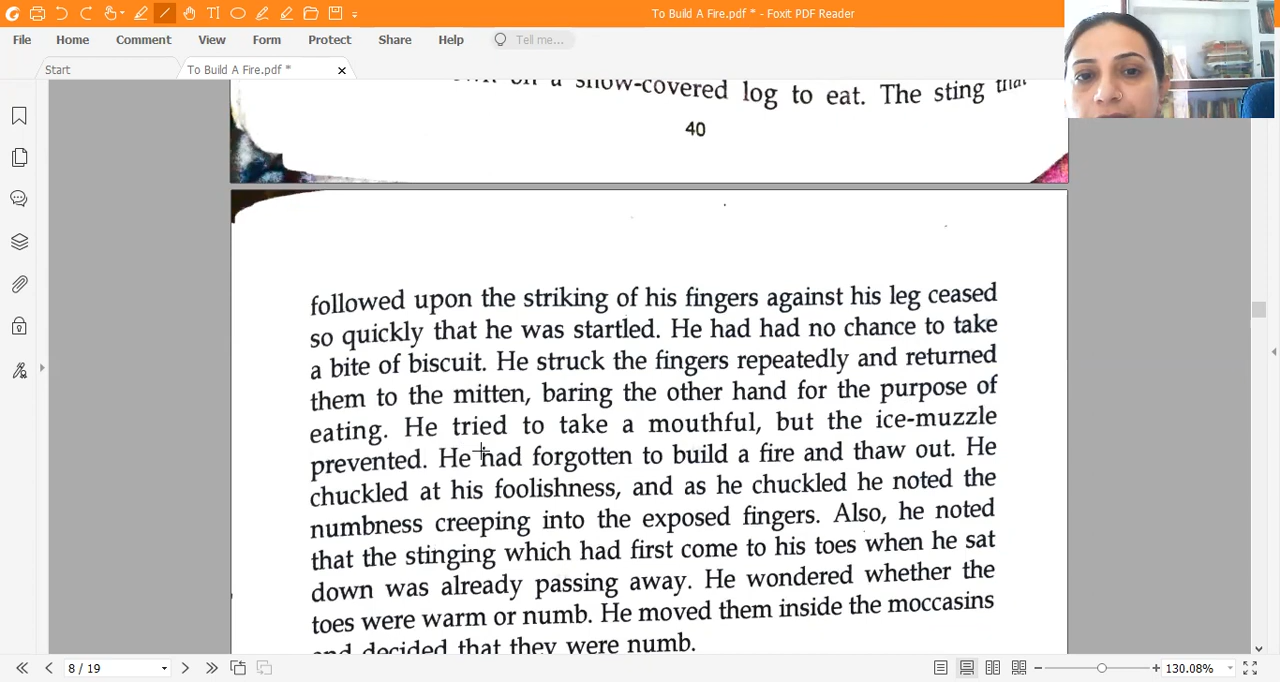 To Build A Fire.pdf * - Foxit PDF Reader
File Home Comment View Form Protect Share Help Tell me...
Start To Build A Fire.pdf *
on a snow-covered log to eat. The sting that
40
followed upon the striking of his fingers against his leg ceased
so quickly that he was startled. He had had no chance to take
a bite of biscuit. He struck the fingers repeatedly and returned
them to the mitten, baring the other hand for the purpose of
eating. He tried to take a mouthful, but the ice-muzzle
prevented. He had forgotten to build a fire and thaw out. He
chuckled at his foolishness, and as he chuckled he noted the
numbness creeping into the exposed fingers. Also, he noted
that the stinging which had first come to his toes when he sat
down was already passing away. He wondered whether the
toes were warm or numb. He moved them inside the moccasins
and decided that they were numb.
8 / 19 130.08%